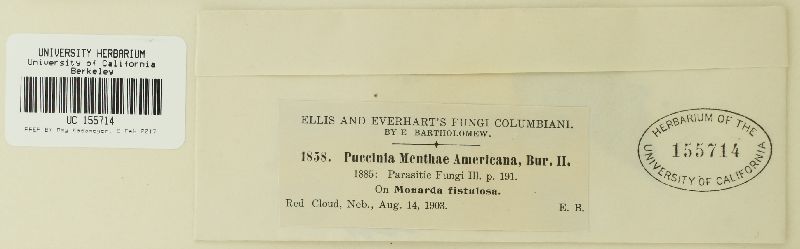 UNIVERSITY HERBARIUM
University of California
Berkeley
UC 155714
ELLIS AND EVERHART'S FUNGI COLUMBIANI.
BY E. BARTHOLOMEW.
1858. Puccinia Menthae Americana, Bur. II.
1885: Parasitic Fungi Ill. p. 191.
On Monarda fistulosa.
Red Cloud, Neb., Aug. 14, 1903. E. B.
HERBARIUM OF THE
155714
UNIVERSITY OF CALIFORNIA